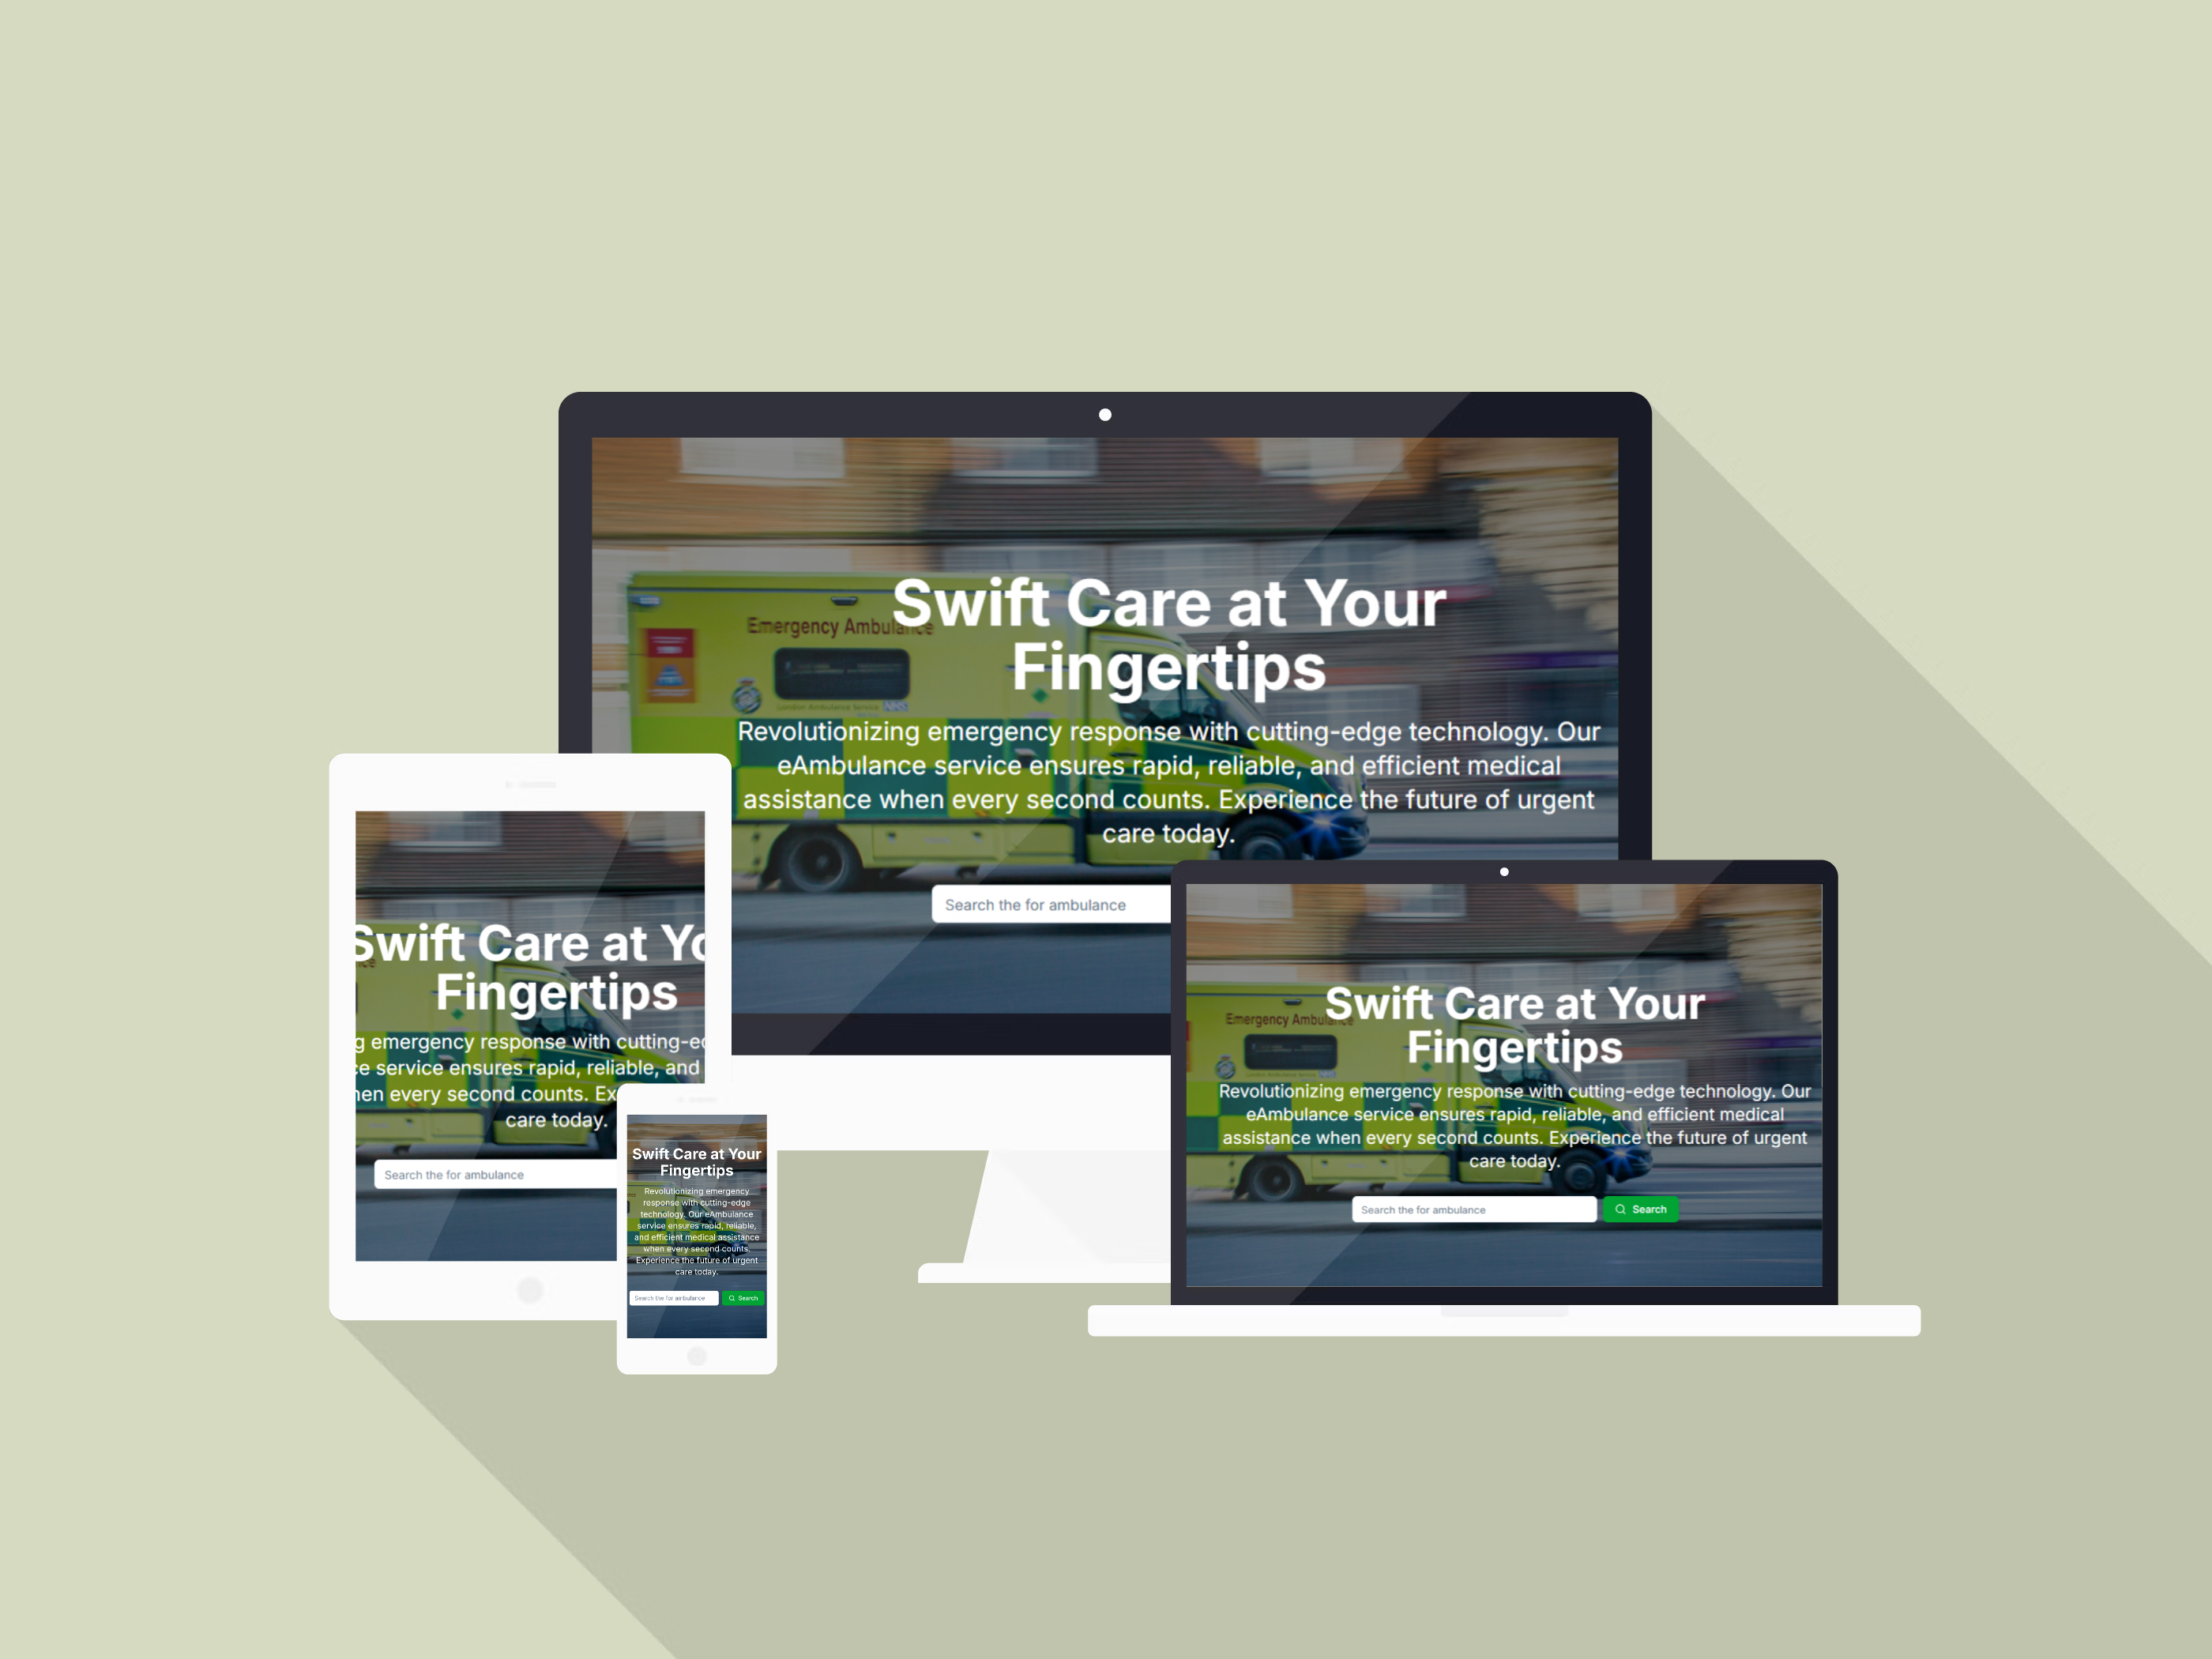 Emergency Ambulance
London Ambulance Service NHS
Swift Care at Your
Fingertips
Revolutionizing emergency response with cutting-edge technology. Our
eAmbulance service ensures rapid, reliable, and efficient medical
assistance when every second counts. Experience the future of urgent
care today.
Search the for ambulance
Swift Care at Yo
Fingertips
g emergency response with cutting-ed
ce service ensures rapid, reliable, and
hen every second counts. Ex
care today.
Search the for ambulance
Swift Care at Your
Fingertips
Revolutionizing emergency
response with cutting-edge
technology. Our eAmbulance
service ensures rapid, reliable,
and efficient medical assistance
when every second counts.
Experience the future of urgent
care today.
Search the for ambulance
Search
Emergency Ambulance
Swift Care at Your
Fingertips
Revolutionizing emergency response with cutting-edge technology. Our
eAmbulance service ensures rapid, reliable, and efficient medical
assistance when every second counts. Experience the future of urgent
care today.
Search the for ambulance
Search